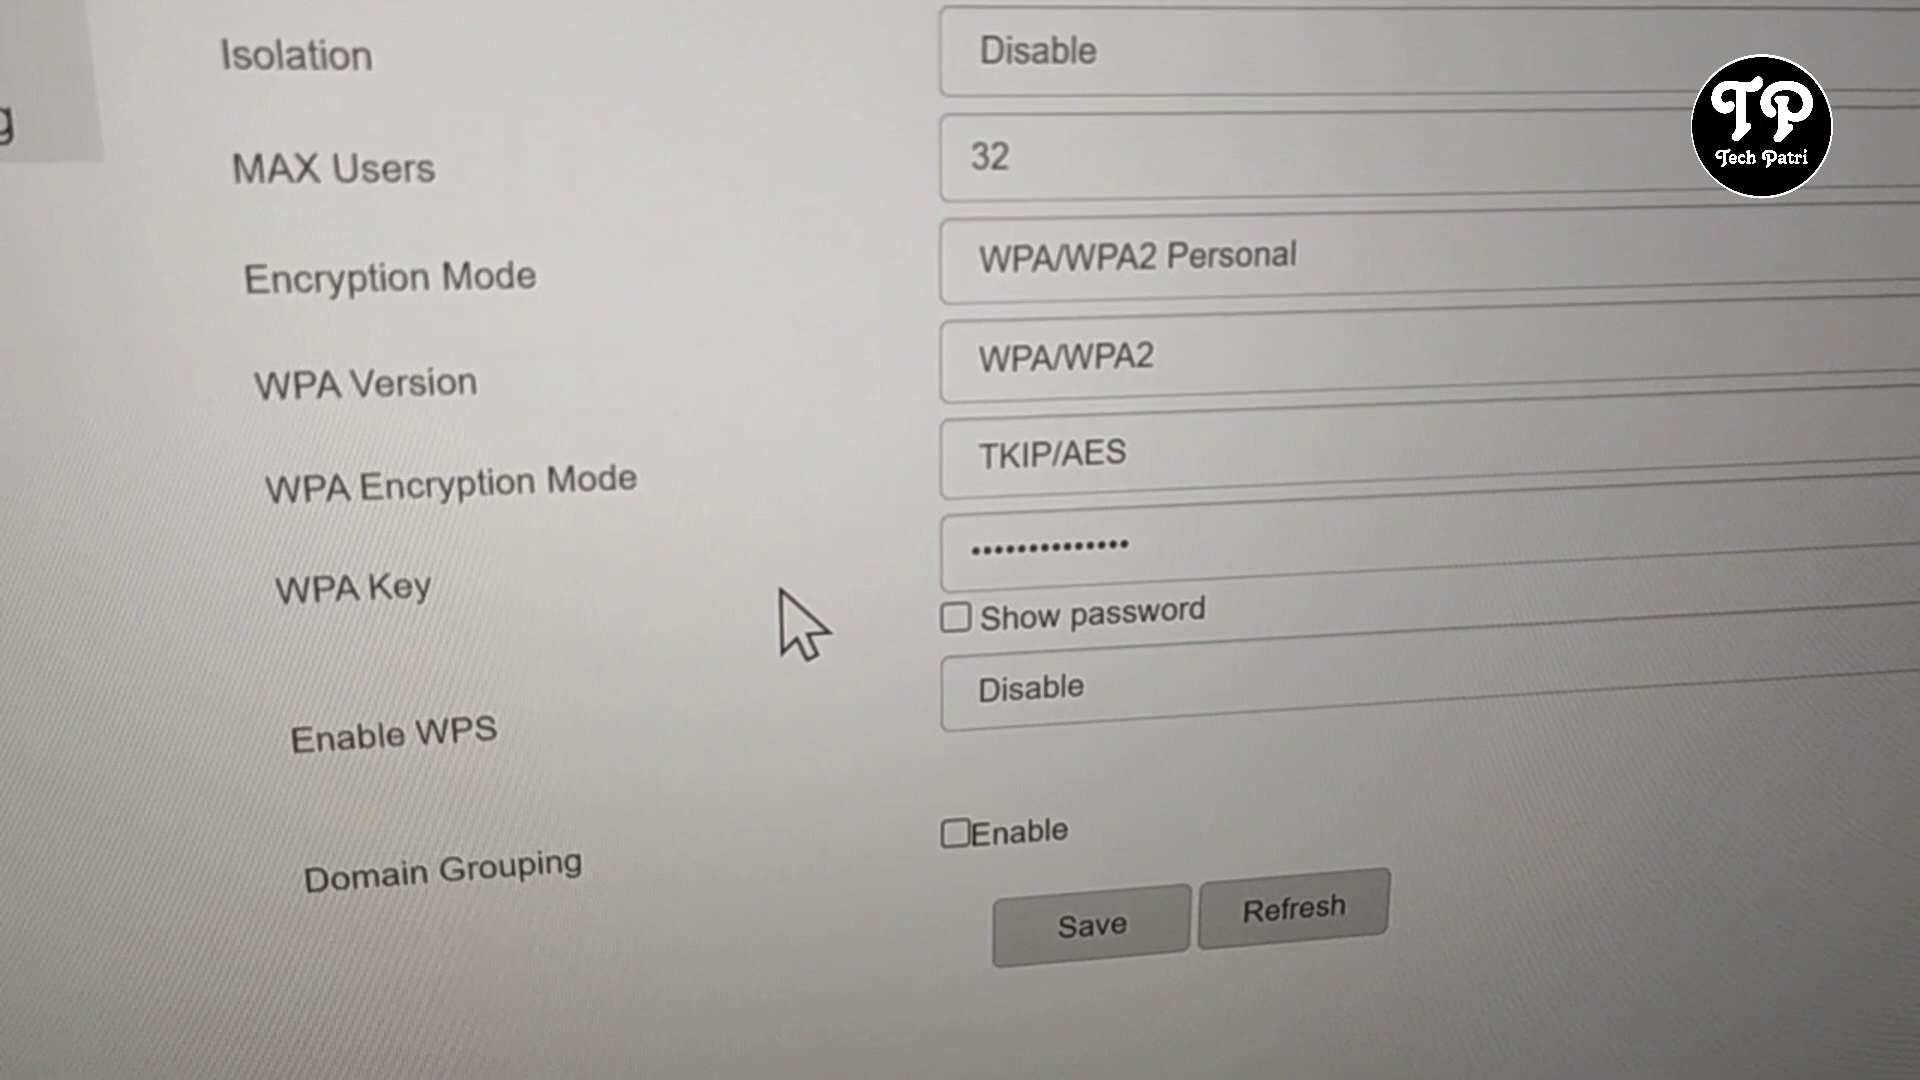 Isolation
Disable
g
MAX Users
32
Encryption Mode
WPA/WPA2 Personal
WPA Version
WPA/WPA2
WPA Encryption Mode
TKIP/AES
WPA Key
••••••••••••••
Show password
Enable WPS
Disable
Domain Grouping
Enable
Save
Refresh
TP
Tech Patri